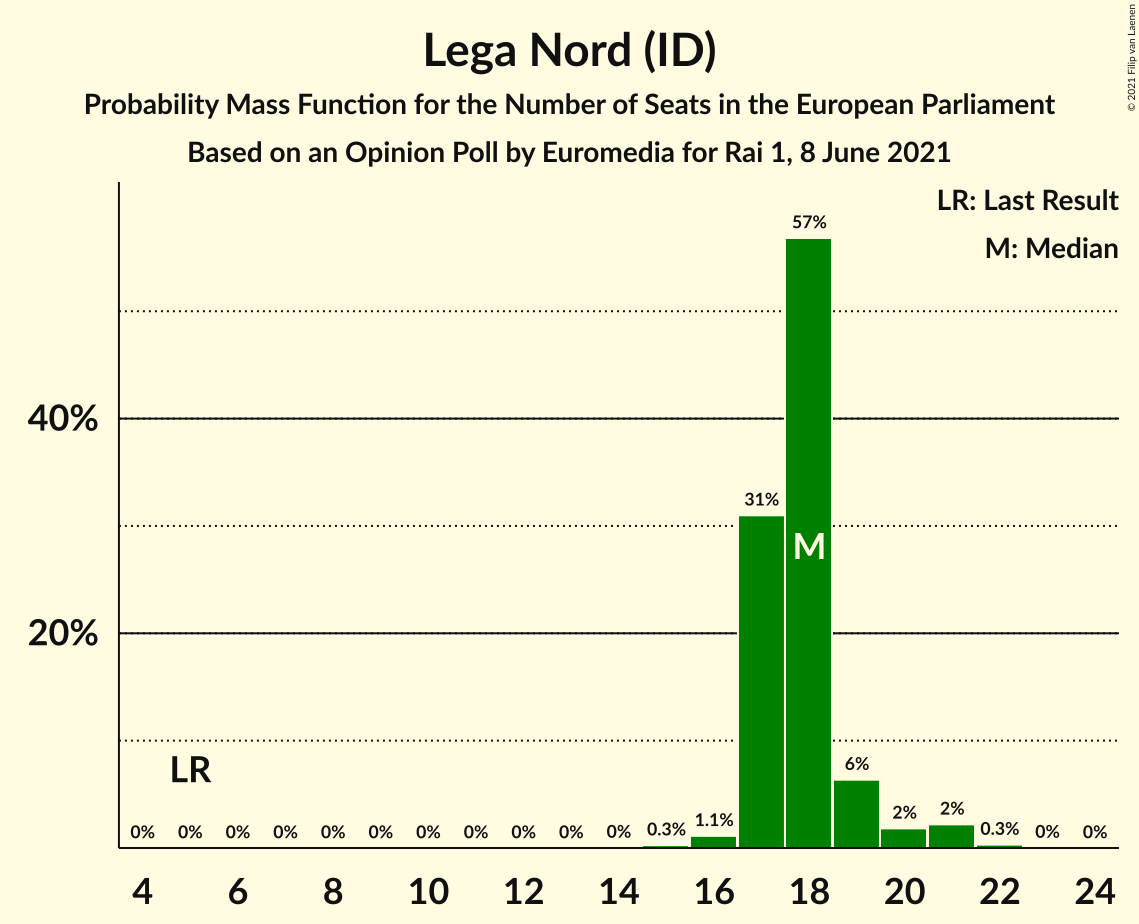 Lega Nord (ID)
Probability Mass Function for the Number of Seats in the European Parliament
Based on an Opinion Poll by Euromedia for Rai 1, 8 June 2021
© 2021 Filip van Laenen
LR: Last Result
M: Median
57%
40%
31%
M
20%
LR
6%
0% 0% 0% 0% 0% 0% 0% 0% 0% 0% 0% 0.3% 1.1% 2% 2% 0.3% 0% 0%
4 6 8 10 12 14 16 18 20 22 24